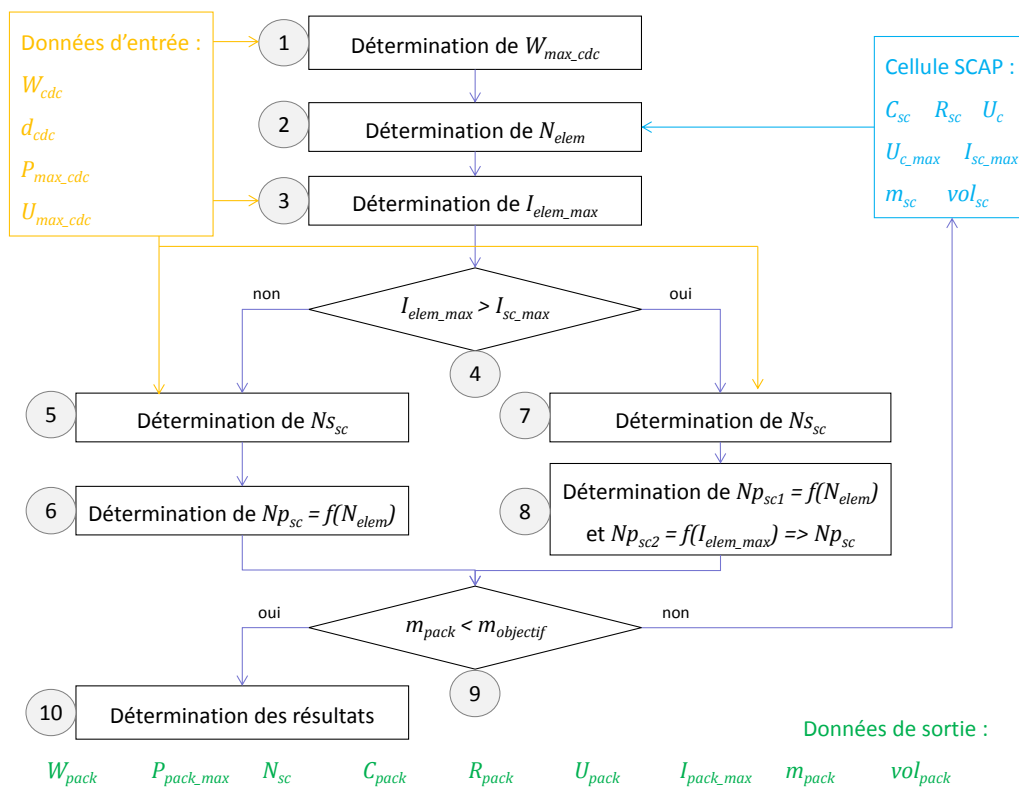 Données d'entrée :
W_cdc
d_cdc
P_max_cdc
U_max_cdc
1
Détermination de W_max_cdc
2
Détermination de N_elem
3
Détermination de I_elem_max
Cellule SCAP :
C_sc R_sc U_c
U_c_max I_sc_max
m_sc vol_sc
non
I_elem_max > I_sc_max
oui
4
5
Détermination de Ns_sc
7
Détermination de Ns_sc
6
Détermination de Np_sc = f(N_elem)
8
Détermination de Np_sc1 = f(N_elem)
et Np_sc2 = f(I_elem_max) => Np_sc
oui
m_pack < m_objectif
non
9
10
Détermination des résultats
Données de sortie :
W_pack P_pack_max N_sc C_pack R_pack U_pack I_pack_max m_pack vol_pack